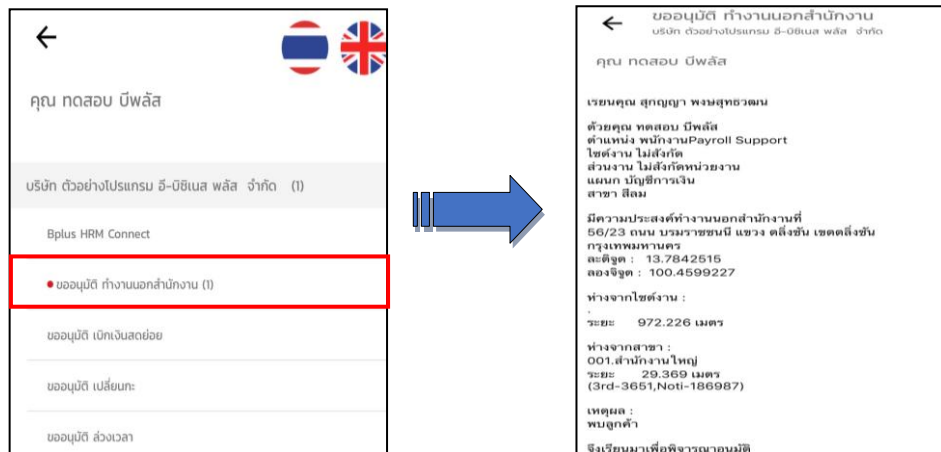 คุณ ทดสอบ บีพลัส
บริษัท ตัวอย่างโปรแกรม อี-บิซิเนส พลัส จำกัด (1)
Bplus HRM Connect
ขออนุมัติ ทำงานนอกสำนักงาน (1)
ขออนุมัติ เบิกเงินสดย่อย
ขออนุมัติ เปลี่ยนกะ
ขออนุมัติ ล่วงเวลา
ขออนุมัติ ทำงานนอกสำนักงาน
บริษัท ตัวอย่างโปรแกรม อี-บิซิเนส พลัส จำกัด
คุณ ทดสอบ บีพลัส
เรียนคุณ สุกญญา พงษสุทธวฒน
ด้วยคุณ ทดสอบ บีพลัส
ตำแหน่ง พนักงานPayroll Support
ไซต์งาน ไม่สังกัด
ส่วนงาน ไม่สังกัดหน่วยงาน
แผนก บัญชีการเงิน
สาขา สีลม
มีความประสงค์ทำงานนอกสำนักงานที่
56/23 ถนน บรมราชชนนี แขวง ตลิ่งชัน เขตตลิ่งชัน
กรุงเทพมหานคร
ละติจูด : 13.7842515
ลองจิจูด : 100.4599227
ห่างจากไซต์งาน :
.
ระยะ 972.226 เมตร
ห่างจากสาขา :
001.สำนักงานใหญ่
ระยะ 29.369 เมตร
(3rd-3651,Noti-186987)
เหตุผล :
พบลูกค้า
จึงเรียนมาเพื่อพิจารณาอนุมัติ